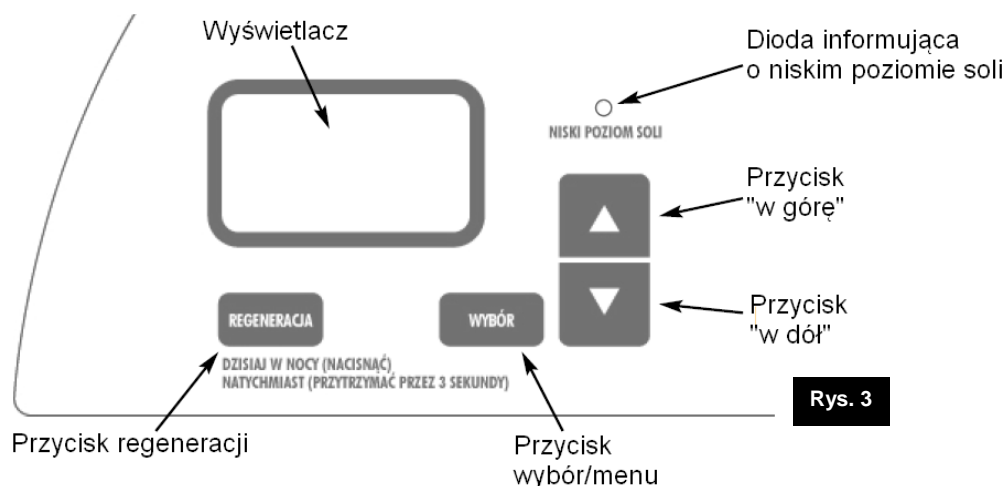 Wyświetlacz
Dioda informująca
o niskim poziomie soli
NISKI POZIOM SOLI
Przycisk
"w górę"
Przycisk
"w dół"
REGENERACJA
WYBÓR
DZISIAJ W NOCY (NACISNĄĆ)
NATYCHMIAST (PRZYTRZYMAĆ PRZEZ 3 SEKUNDY)
Rys. 3
Przycisk regeneracji
Przycisk
wybór/menu